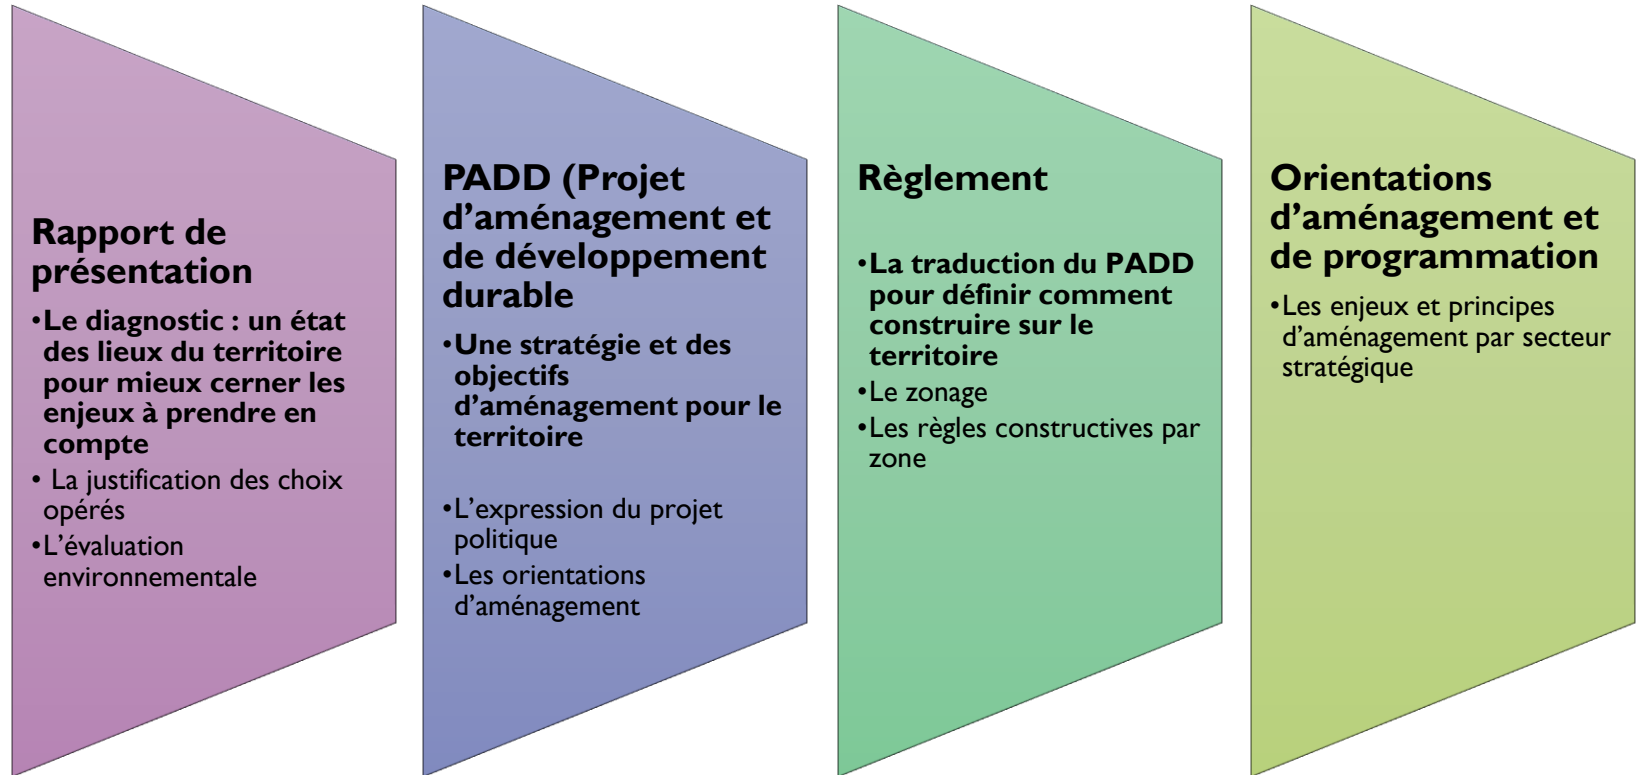 Rapport de
présentation
•Le diagnostic : un état
des lieux du territoire
pour mieux cerner les
enjeux à prendre en
compte
• La justification des choix
opérés
•L’évaluation
environnementale
PADD (Projet
d’aménagement et
de développement
durable
•Une stratégie et des
objectifs
d’aménagement pour le
territoire
•L’expression du projet
politique
•Les orientations
d’aménagement
Règlement
•La traduction du PADD
pour définir comment
construire sur le
territoire
•Le zonage
•Les règles constructives par
zone
Orientations
d’aménagement et
de programmation
•Les enjeux et principes
d’aménagement par secteur
stratégique